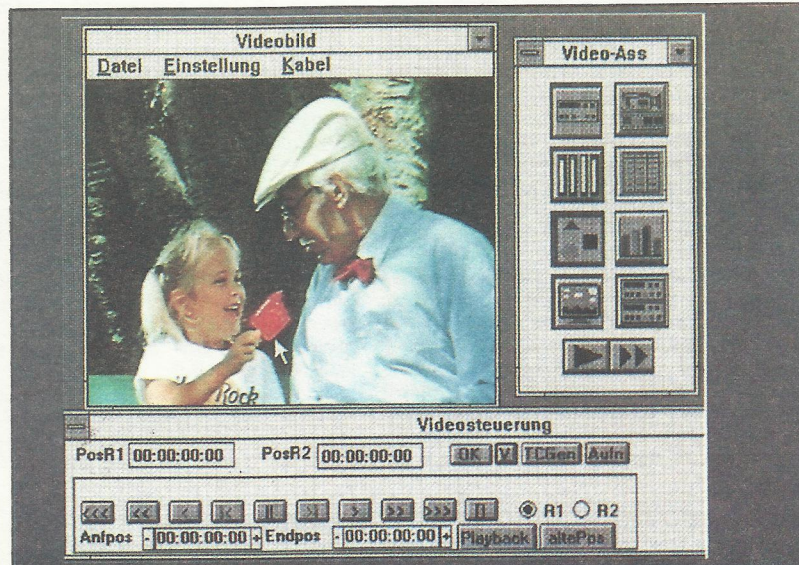 Videobild
Datei Einstellung Kabel
Video-Ass
Rock
Videosteuerung
PosR1 00:00:00:00 PosR2 00:00:00:00 OK V TCGen Aufn
<<< << < |< || >| > >> >>> [] R1 R2
Anfpos - 00:00:00:00 + Endpos - 00:00:00:00 + Playback altePos